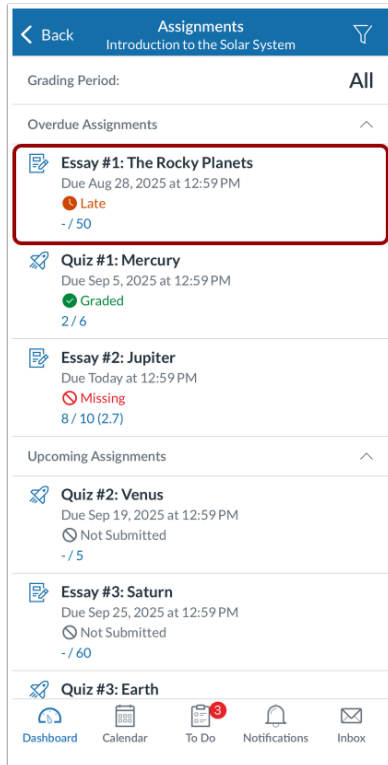 Back
Assignments
Introduction to the Solar System
Grading Period:
All
Overdue Assignments
Essay #1: The Rocky Planets
Due Aug 28, 2025 at 12:59 PM
Late
- / 50
Quiz #1: Mercury
Due Sep 5, 2025 at 12:59 PM
Graded
2 / 6
Essay #2: Jupiter
Due Today at 12:59 PM
Missing
8 / 10 (2.7)
Upcoming Assignments
Quiz #2: Venus
Due Sep 19, 2025 at 12:59 PM
Not Submitted
- / 5
Essay #3: Saturn
Due Sep 25, 2025 at 12:59 PM
Not Submitted
- / 60
Quiz #3: Earth
3
Dashboard
Calendar
To Do
Notifications
Inbox